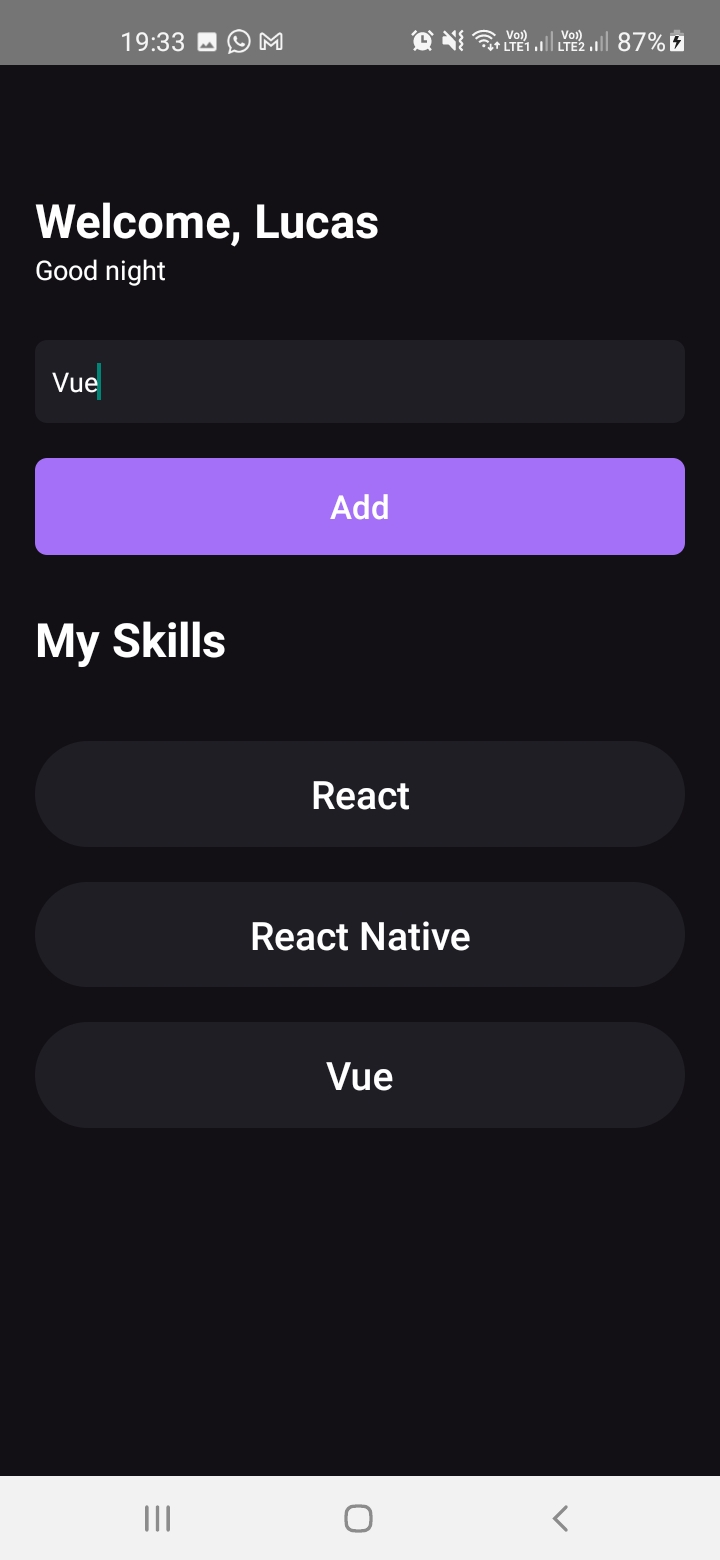 19:33 Vo)) LTE1 Vo)) LTE2 87%
Welcome, Lucas
Good night
Vue
Add
My Skills
React
React Native
Vue